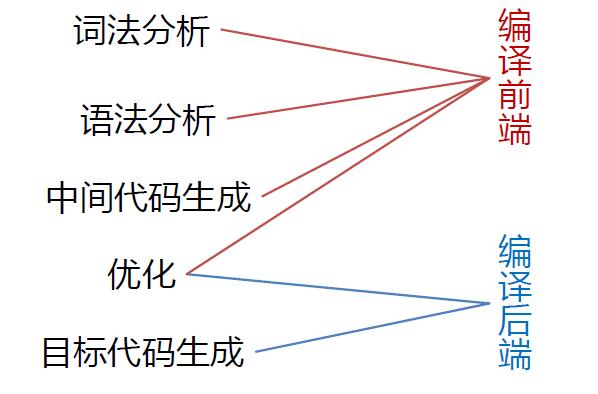 词法分析
语法分析
中间代码生成
优化
目标代码生成
编译前端
编译后端